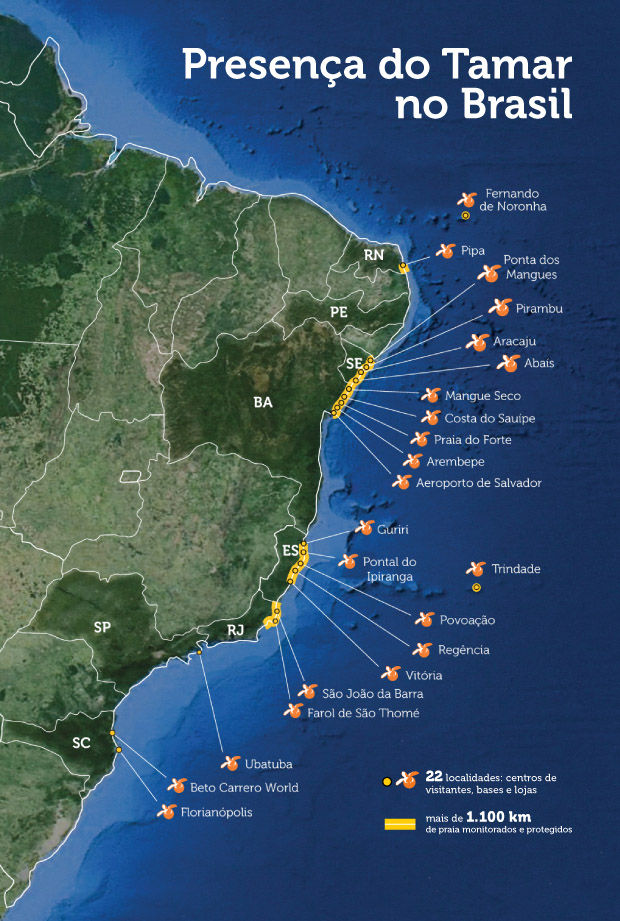 Presença do Tamar
no Brasil
Fernando
de Noronha
RN
Pipa
Ponta dos
Mangues
PE
Pirambu
Aracaju
SE
Abaís
BA
Mangue Seco
Costa do Sauípe
Praia do Forte
Arembepe
Aeroporto de Salvador
Guriri
ES
Pontal do
Ipiranga
Trindade
SP
RJ
Povoação
Regência
Vitória
São João da Barra
Farol de São Thomé
SC
Ubatuba
Beto Carrero World
Florianópolis
22 localidades: centros de
visitantes, bases e lojas
mais de 1.100 km
de praia monitorados e protegidos